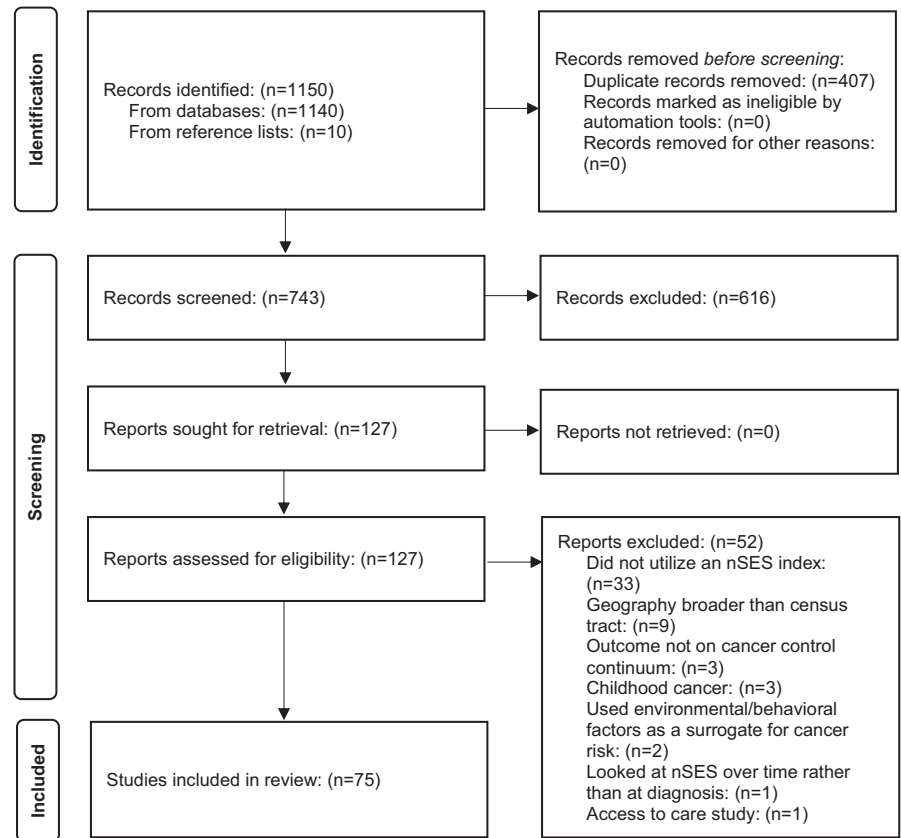 Identification
Records identified: (n=1150)
From databases: (n=1140)
From reference lists: (n=10)
Records removed before screening:
Duplicate records removed: (n=407)
Records marked as ineligible by
automation tools: (n=0)
Records removed for other reasons:
(n=0)
Screening
Records screened: (n=743)
Records excluded: (n=616)
Reports sought for retrieval: (n=127)
Reports not retrieved: (n=0)
Reports assessed for eligibility: (n=127)
Reports excluded: (n=52)
Did not utilize an nSES index:
(n=33)
Geography broader than census
tract: (n=9)
Outcome not on cancer control
continuum: (n=3)
Childhood cancer: (n=3)
Used environmental/behavioral
factors as a surrogate for cancer
risk: (n=2)
Looked at nSES over time rather
than at diagnosis: (n=1)
Access to care study: (n=1)
Included
Studies included in review: (n=75)